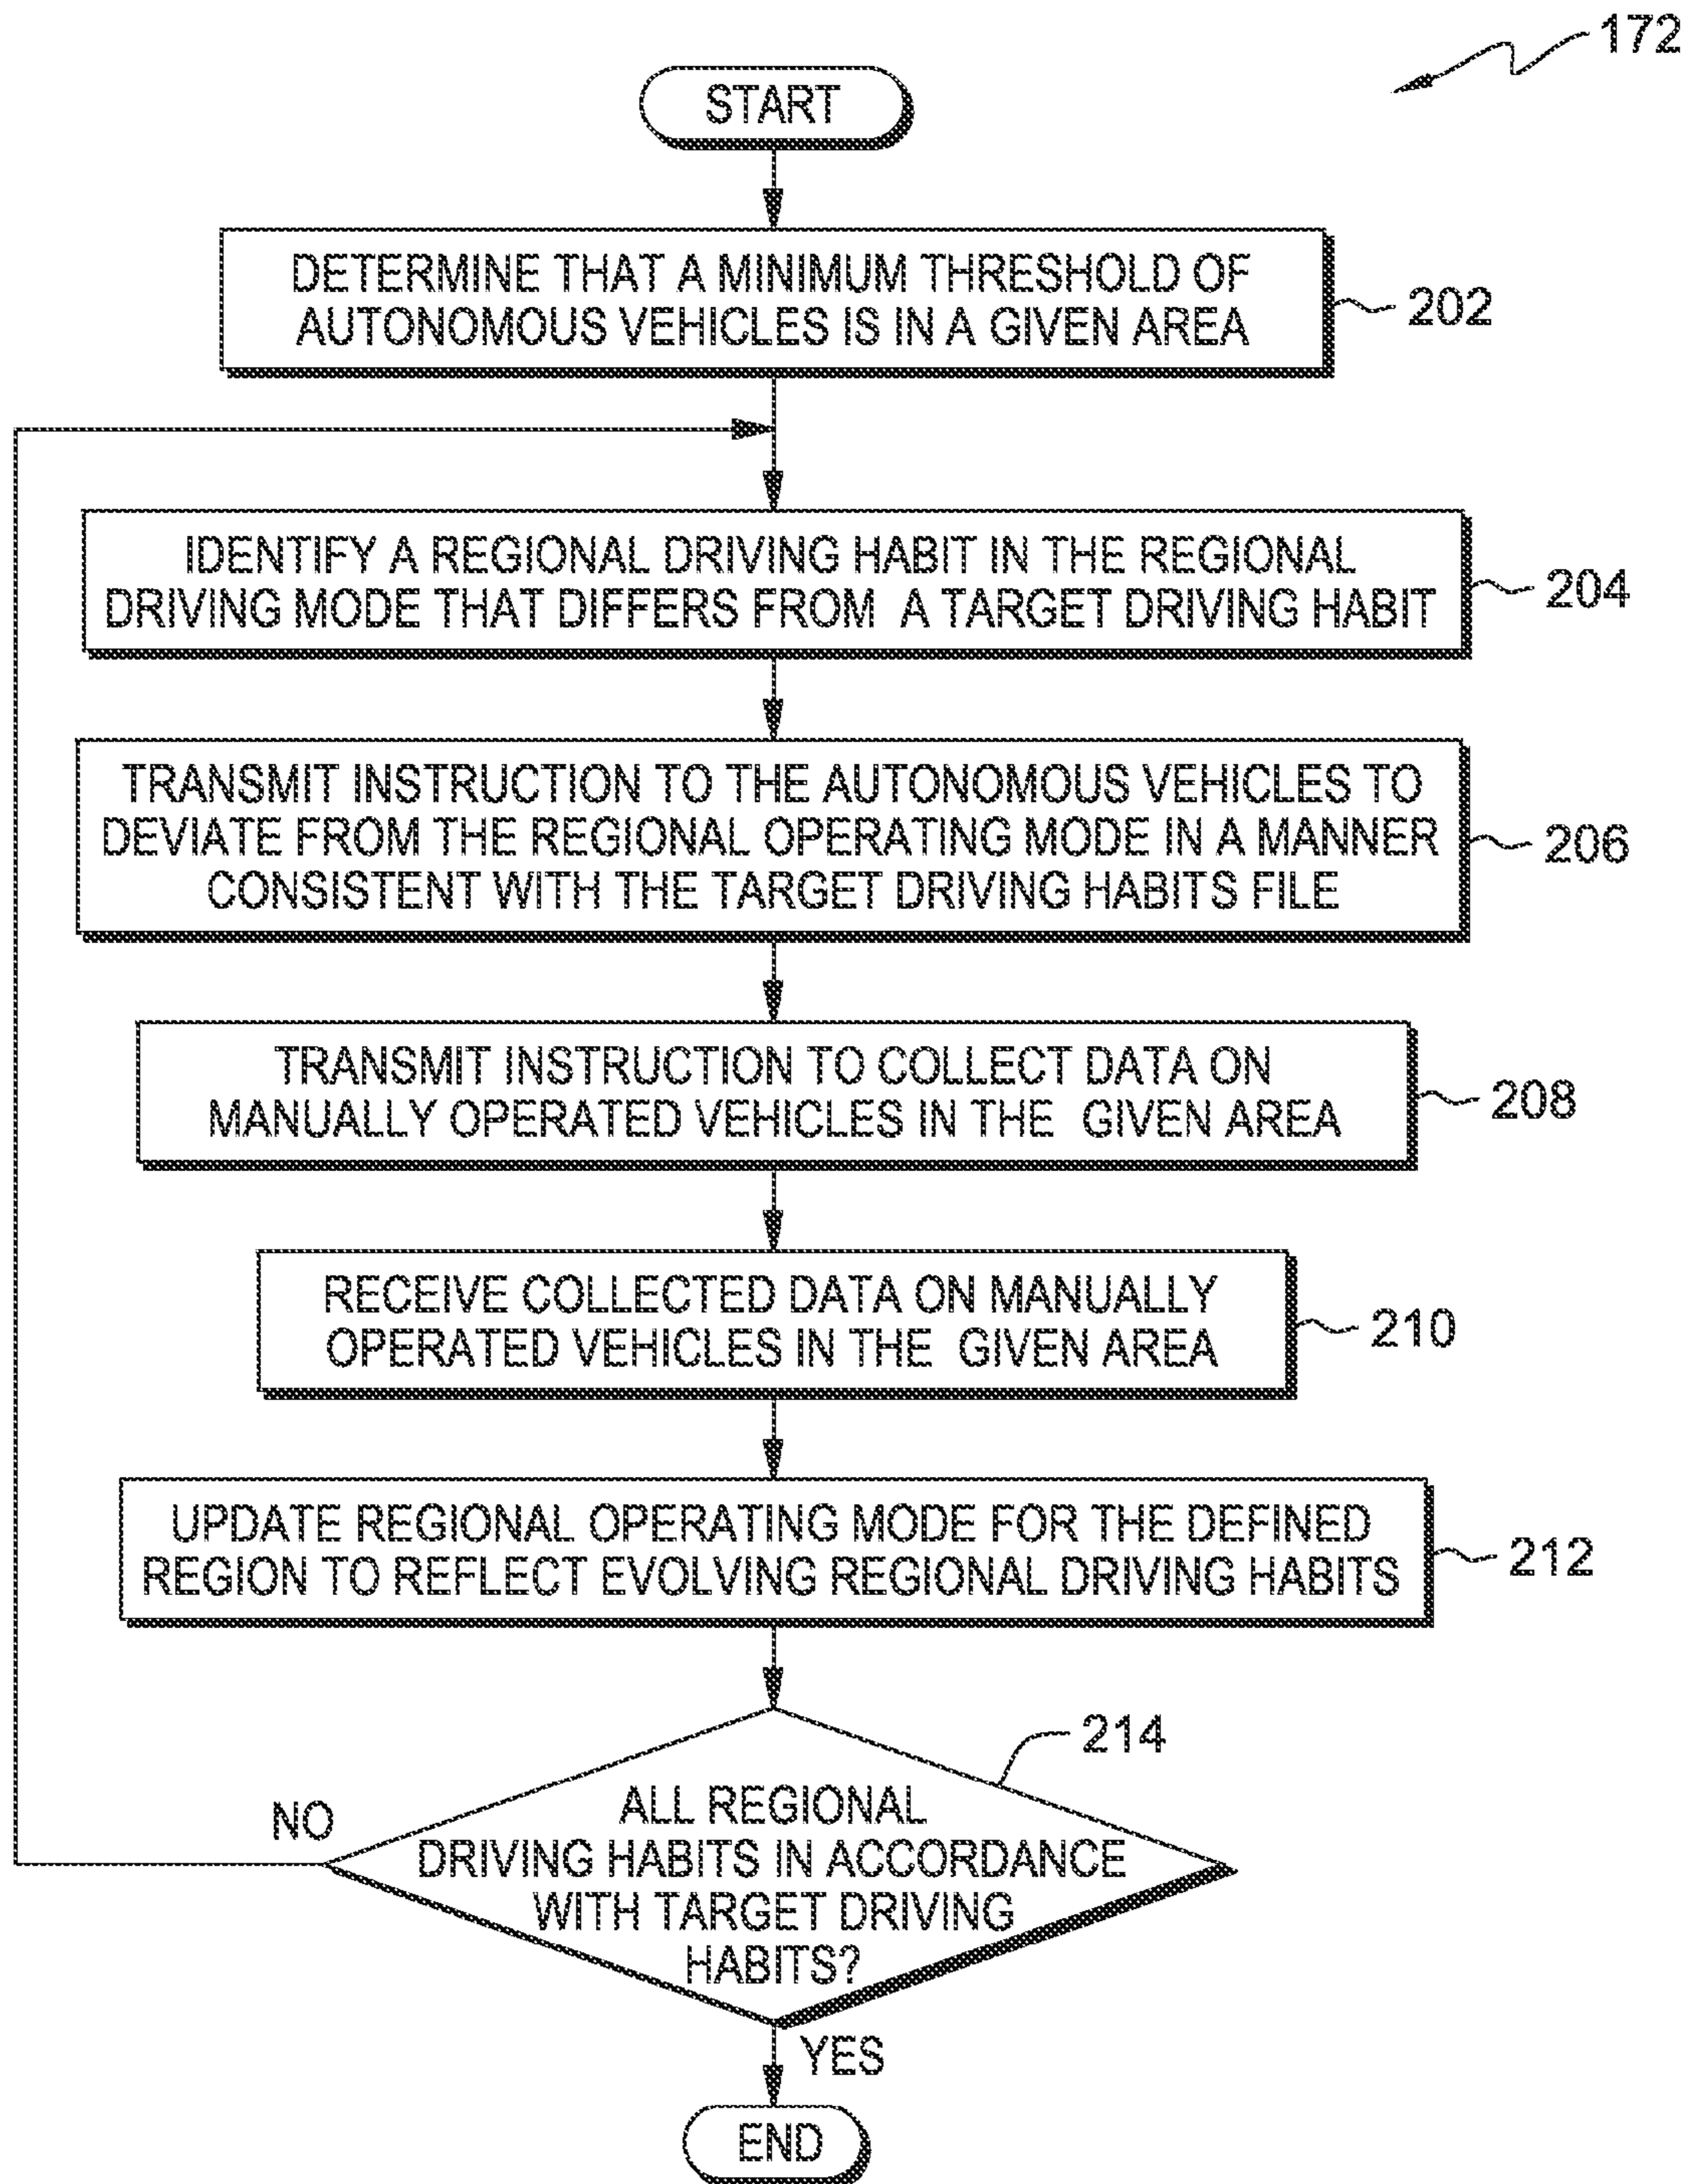 172
START
DETERMINE THAT A MINIMUM THRESHOLD OF
AUTONOMOUS VEHICLES IS IN A GIVEN AREA
202
IDENTIFY A REGIONAL DRIVING HABIT IN THE REGIONAL
DRIVING MODE THAT DIFFERS FROM A TARGET DRIVING HABIT
204
TRANSMIT INSTRUCTION TO THE AUTONOMOUS VEHICLES TO
DEVIATE FROM THE REGIONAL OPERATING MODE IN A MANNER
CONSISTENT WITH THE TARGET DRIVING HABITS FILE
206
TRANSMIT INSTRUCTION TO COLLECT DATA ON
MANUALLY OPERATED VEHICLES IN THE GIVEN AREA
208
RECEIVE COLLECTED DATA ON MANUALLY
OPERATED VEHICLES IN THE GIVEN AREA
210
UPDATE REGIONAL OPERATING MODE FOR THE DEFINED
REGION TO REFLECT EVOLVING REGIONAL DRIVING HABITS
212
214
ALL REGIONAL
DRIVING HABITS IN ACCORDANCE
WITH TARGET DRIVING
HABITS?
NO
YES
END